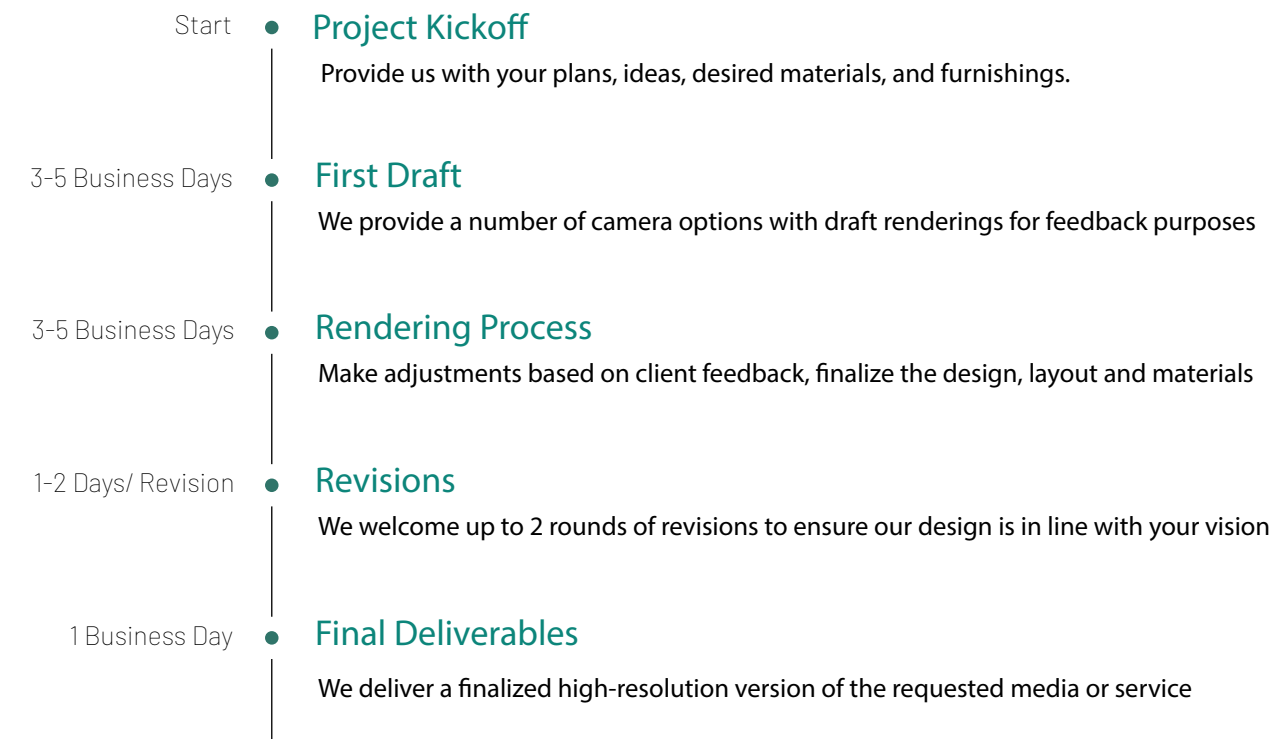 Start
Project Kickoff
Provide us with your plans, ideas, desired materials, and furnishings.
3-5 Business Days
First Draft
We provide a number of camera options with draft renderings for feedback purposes
3-5 Business Days
Rendering Process
Make adjustments based on client feedback, finalize the design, layout and materials
1-2 Days/ Revision
Revisions
We welcome up to 2 rounds of revisions to ensure our design is in line with your vision
1 Business Day
Final Deliverables
We deliver a finalized high-resolution version of the requested media or service